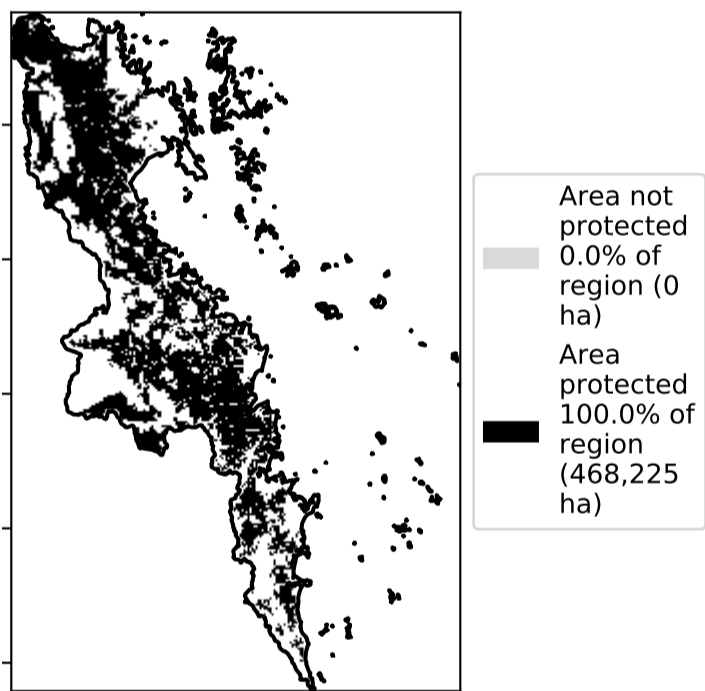 Area not
protected
0.0% of
region (0
ha)
Area
protected
100.0% of
region
(468,225
ha)